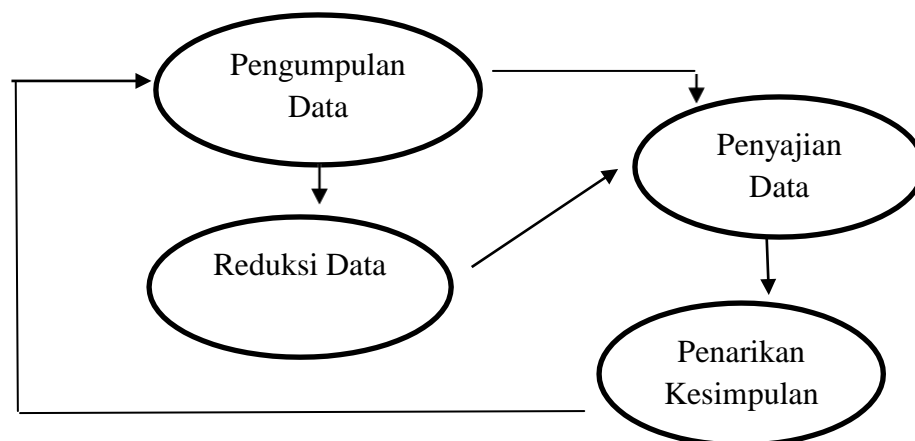 Pengumpulan
Data
Penyajian
Data
Reduksi Data
Penarikan
Kesimpulan